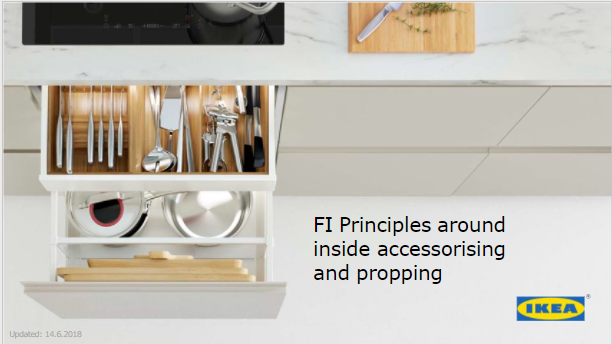 FI Principles around
inside accessorising
and propping
IKEA
®
Updated: 14.6.2018